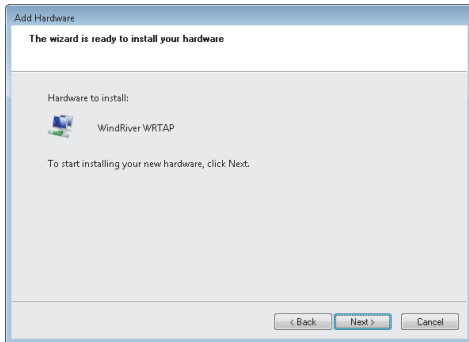 Add Hardware
The wizard is ready to install your hardware
Hardware to install:
WindRiver WRTAP
To start installing your new hardware, click Next.
< Back
Next >
Cancel